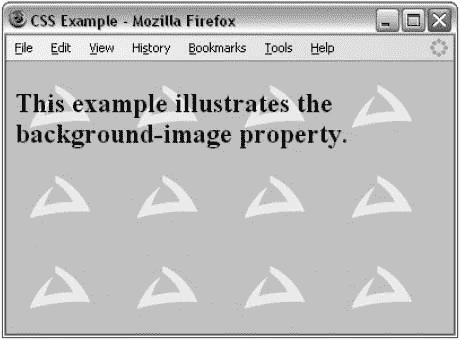 CSS Example - Mozilla Firefox
File Edit View History Bookmarks Tools Help
This example illustrates the
background-image property.